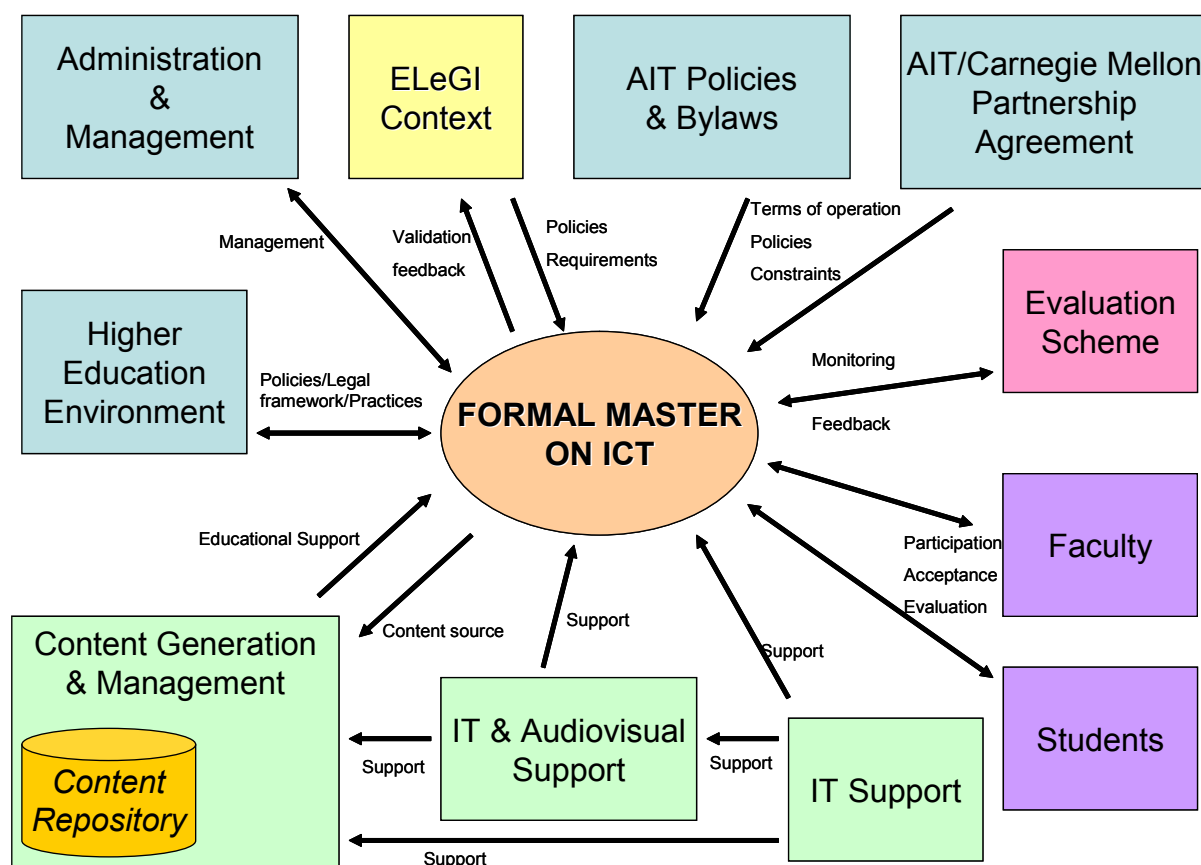 Administration
&
Management
ELeGI
Context
AIT Policies
& Bylaws
AIT/Carnegie Mellon
Partnership
Agreement
Management
Validation
feedback
Policies
Requirements
Terms of operation
Policies
Constraints
Higher
Education
Environment
Policies/Legal
framework/Practices
FORMAL MASTER
ON ICT
Monitoring
Feedback
Evaluation
Scheme
Educational Support
Content source
Support
Support
Participation
Acceptance
Evaluation
Faculty
Content Generation
& Management
Content
Repository
Support
IT & Audiovisual
Support
Support
IT Support
Students
Support